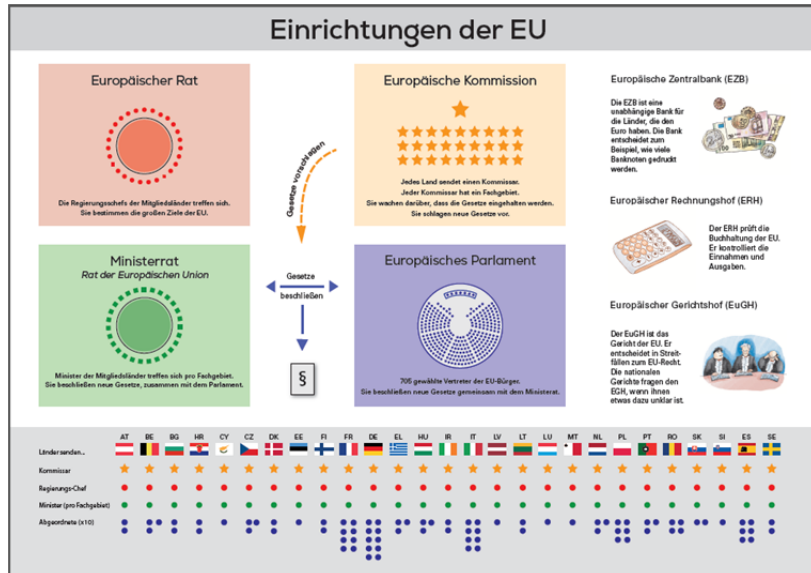 Einrichtungen der EU
Europäischer Rat
Die Regierungschefs der Mitgliedsländer treffen sich.
Sie bestimmen die großen Ziele der EU.
Gesetze vorschlagen
Europäische Kommission
Jedes Land sendet einen Kommissar.
Jeder Kommissar hat ein Fachgebiet.
Sie wachen darüber, dass die Gesetze eingehalten werden.
Sie schlagen neue Gesetze vor.
Ministerrat
Rat der Europäischen Union
Minister der Mitgliedsländer treffen sich pro Fachgebiet.
Sie beschließen neue Gesetze, zusammen mit dem Parlament.
Gesetze
beschließen
§
Europäisches Parlament
705 gewählte Vertreter der EU-Bürger.
Sie beschließen neue Gesetze gemeinsam mit dem Ministerrat.
Europäische Zentralbank (EZB)
Die EZB ist eine
unabhängige Bank für
die Länder, die den
Euro haben. Die Bank
entscheidet zum
Beispiel, wie viele
Banknoten gedruckt
werden.
Europäischer Rechnungshof (ERH)
Der ERH prüft die
Buchhaltung der EU.
Er kontrolliert die
Einnahmen und
Ausgaben.
Europäischer Gerichtshof (EuGH)
Der EuGH ist das
Gericht der EU. Er
entscheidet in Streit-
fällen zum EU-Recht.
Die nationalen
Gerichte fragen den
EGH, wenn ihnen
etwas dazu unklar ist.
AT BE BG HR CY CZ DK EE FI FR DE EL HU IR IT LV LT LU MT NL PL PT RO SK SI ES SE
Länder senden...
Kommissar
Regierungs-Chef
Minister (pro Fachgebiet)
Abgeordnete (x10)